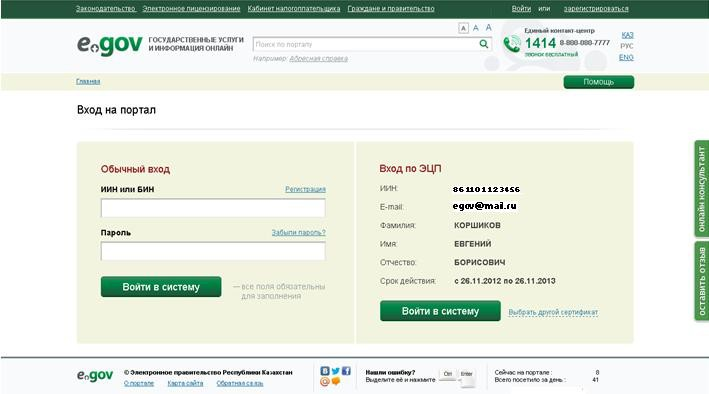 Законодательство Электронное лицензирование Кабинет налогоплательщика Граждане и правительство Войти или зарегистрироваться
e.gov ГОСУДАРСТВЕННЫЕ УСЛУГИ И ИНФОРМАЦИЯ ОНЛАЙН
A A A
Поиск по порталу
Например: Адресная справка
Единый контакт-центр
1414 8-800-080-7777
ЗВОНОК БЕСПЛАТНЫЙ
ҚАЗ
РУС
ENG
Главная Помощь
Вход на портал
Обычный вход
ИИН или БИН Регистрация
Пароль Забыли пароль?
Войти в систему — все поля обязательны
для заполнения
Вход по ЭЦП
ИИН: 861101123456
E-mail: egov@mail.ru
Фамилия: КОРШИКОВ
Имя: ЕВГЕНИЙ
Отчество: БОРИСОВИЧ
Срок действия: с 26.11.2012 по 26.11.2013
Войти в систему Выбрать другой сертификат
онлайн консультант
оставить отзыв
e.gov
© Электронное правительство Республики Казахстан
О портале Карта сайта Обратная связь
Нашли ошибку?
Выделите её и нажмите Ctrl Enter
Сейчас на портале : 8
Всего посетило за день : 41